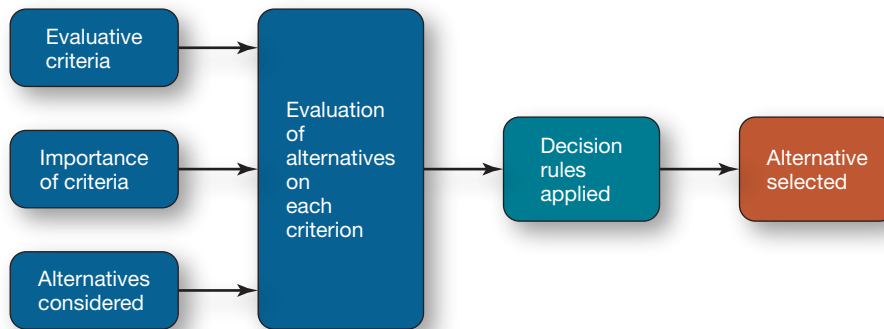 Evaluative
criteria
Importance
of criteria
Alternatives
considered
Evaluation
of
alternatives
on
each
criterion
Decision
rules
applied
Alternative
selected